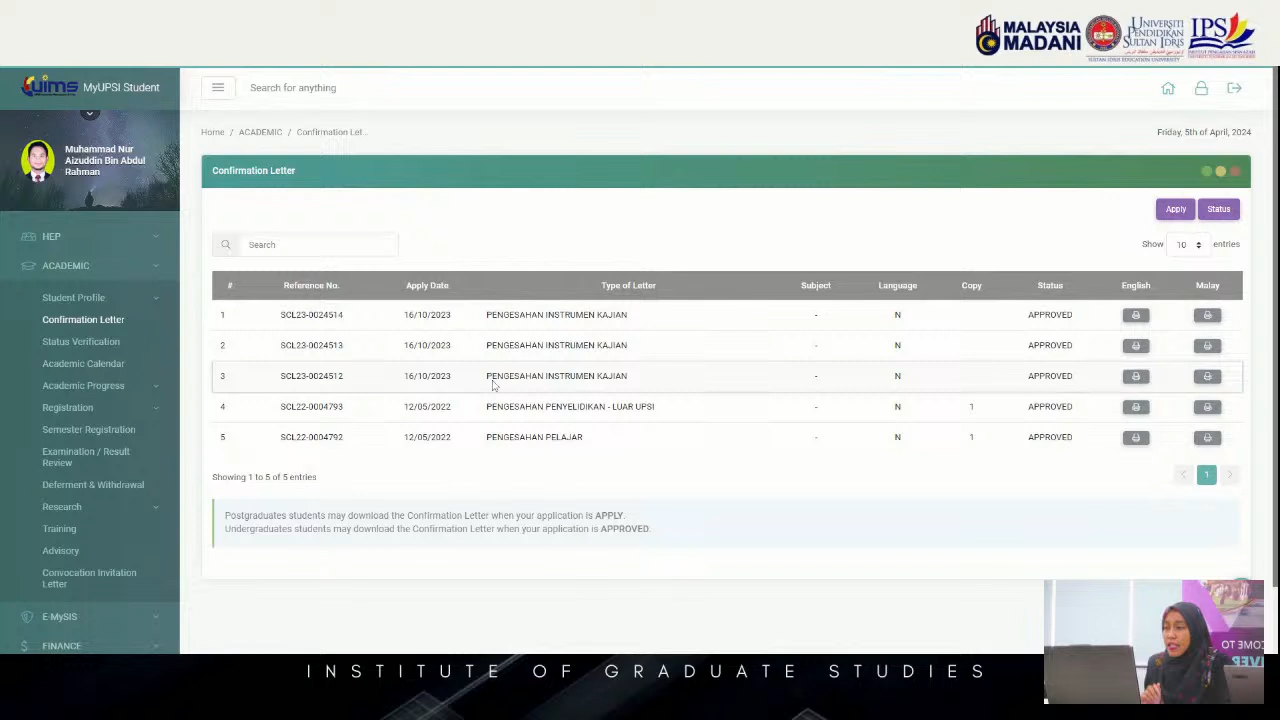 MALAYSIA
MADANI
UNIVERSITI
PENDIDIKAN
SULTAN IDRIS
SULTAN IDRIS EDUCATION UNIVERSITY
IPS
uims MyUPSI Student
Search for anything
Muhammad Nur
Aizuddin Bin Abdul
Rahman
Home / ACADEMIC / Confirmation Let...
Friday, 5th of April, 2024
Confirmation Letter
Apply Status
Search
Show 10 entries
# Reference No. Apply Date Type of Letter Subject Language Copy Status English Malay
1 SCL23-0024514 16/10/2023 PENGESAHAN INSTRUMEN KAJIAN - N APPROVED
2 SCL23-0024513 16/10/2023 PENGESAHAN INSTRUMEN KAJIAN - N APPROVED
3 SCL23-0024512 16/10/2023 PENGESAHAN INSTRUMEN KAJIAN - N APPROVED
4 SCL22-0004793 12/05/2022 PENGESAHAN PENYELIDIKAN - LUAR UPSI - N 1 APPROVED
5 SCL22-0004792 12/05/2022 PENGESAHAN PELAJAR - N 1 APPROVED
Showing 1 to 5 of 5 entries
1
Postgraduates students may download the Confirmation Letter when your application is APPLY.
Undergraduates students may download the Confirmation Letter when your application is APPROVED.
HEP
ACADEMIC
Student Profile
Confirmation Letter
Status Verification
Academic Calendar
Academic Progress
Registration
Semester Registration
Examination / Result
Review
Deferment & Withdrawal
Research
Training
Advisory
Convocation Invitation
Letter
E-MySIS
FINANCE
INSTITUTE OF GRADUATE STUDIES